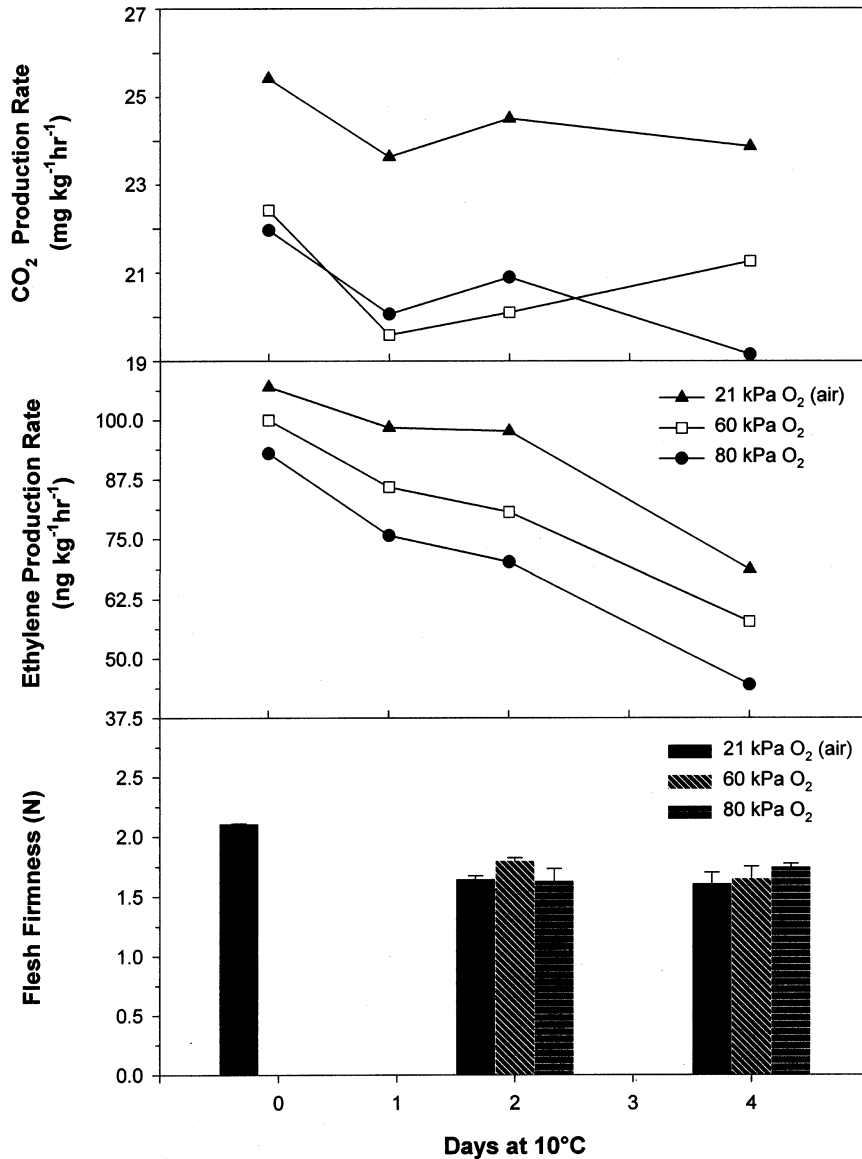 27
25
23
21
19
CO2 Production Rate
(mg kg-1hr-1)
21 kPa O2 (air)
60 kPa O2
80 kPa O2
100.0
87.5
75.0
62.5
50.0
37.5
Ethylene Production Rate
(ng kg-1hr-1)
21 kPa O2 (air)
60 kPa O2
80 kPa O2
2.5
2.0
1.5
1.0
0.5
0.0
Flesh Firmness (N)
0 1 2 3 4
Days at 10°C